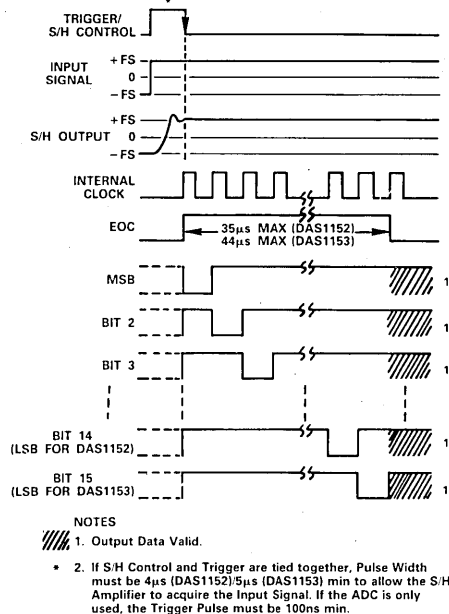 *
TRIGGER/
S/H CONTROL
INPUT
SIGNAL
+ FS
0
- FS
S/H OUTPUT
+ FS
0
- FS
INTERNAL
CLOCK
EOC
35µs MAX (DAS1152)
44µs MAX (DAS1153)
MSB
1
BIT 2
1
BIT 3
1
BIT 14
(LSB FOR DAS1152)
1
BIT 15
(LSB FOR DAS1153)
1
NOTES
1. Output Data Valid.
* 2. If S/H Control and Trigger are tied together, Pulse Width
must be 4µs (DAS1152)/5µs (DAS1153) min to allow the S/H
Amplifier to acquire the Input Signal. If the ADC is only
used, the Trigger Pulse must be 100ns min.